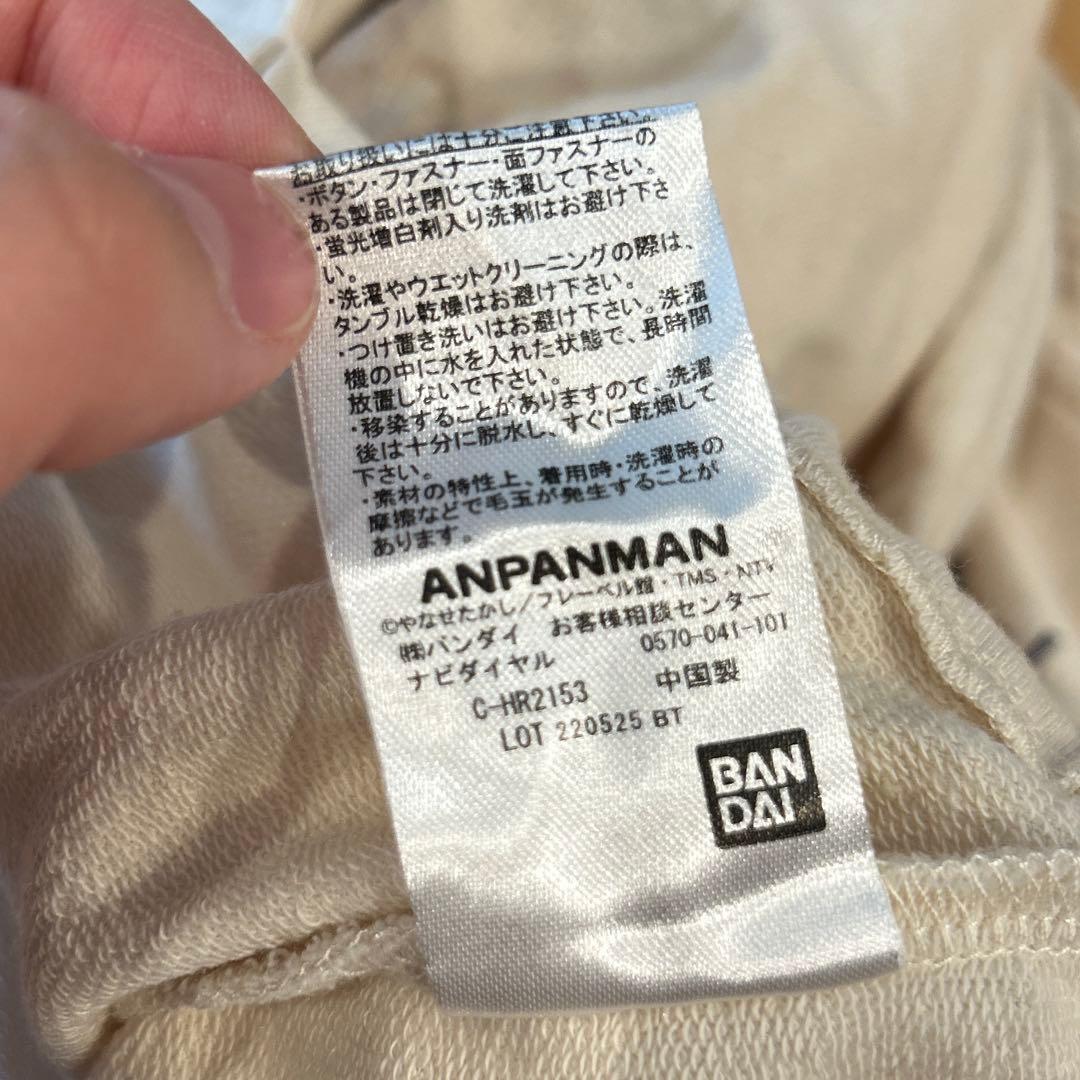 お取り扱いには十分ご注意下さい。
・ボタン・ファスナー・面ファスナーの
ある製品は閉じて洗濯して下さい。
・蛍光増白剤入り洗剤はお避け下さ
い。
・洗濯やウエットクリーニングの際は、
タンブル乾燥はお避け下さい。
・つけ置き洗いはお避け下さい。洗濯
機の中に水を入れた状態で、長時間
放置しないで下さい。
・移染することがありますので、洗濯
後は十分に脱水し、すぐに乾燥して
下さい。
・素材の特性上、着用時・洗濯時の
摩擦などで毛玉が発生することが
あります。
ANPANMAN
©やなせたかし/フレーベル館・TMS・NTV
㈱バンダイ お客様相談センター
ナビダイヤル 0570-041-101
C-HR2153 中国製
LOT 220525 BT
BAN
DAI